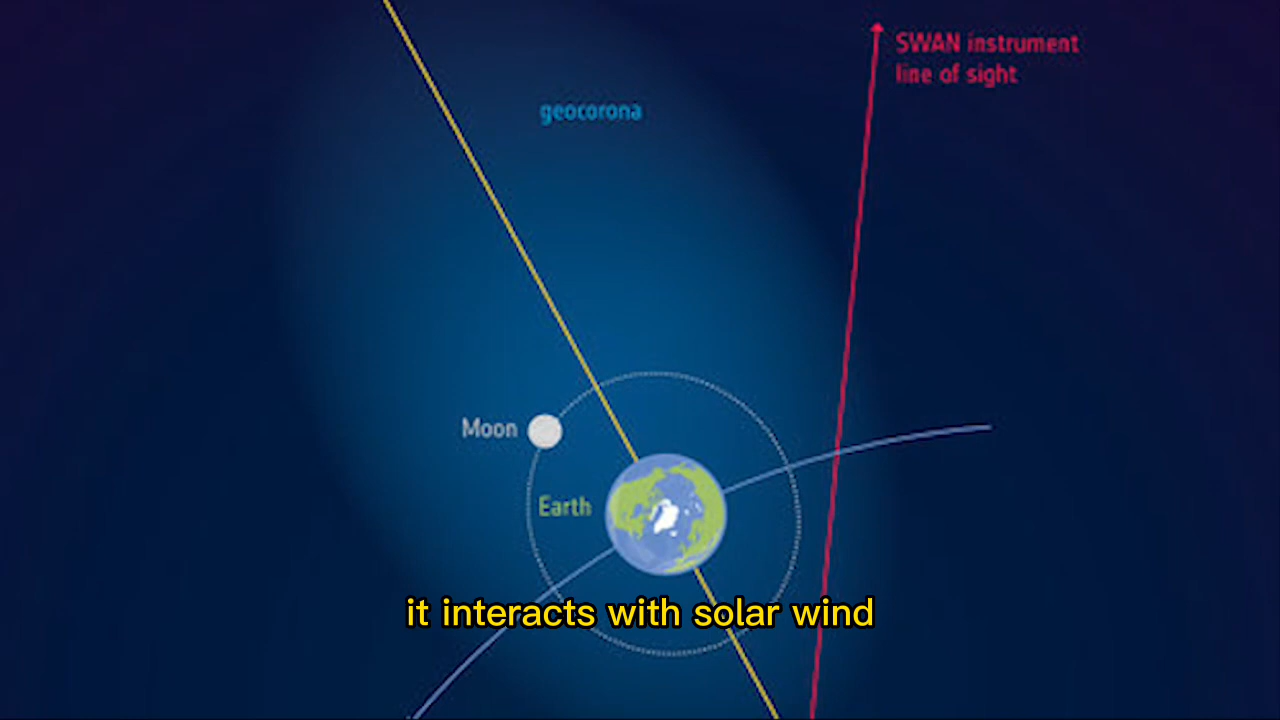 SWAN instrument
line of sight
geocorona
Moon
Earth
it interacts with solar wind